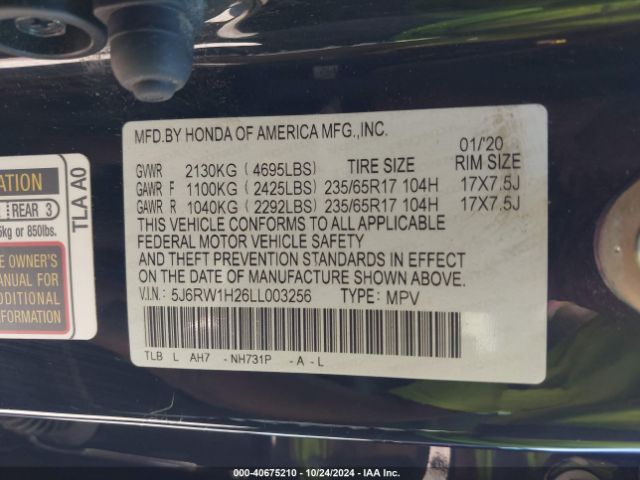 MFD.BY HONDA OF AMERICA MFG.,INC.
01/'20
GVWR 2130KG (4695LBS) TIRE SIZE RIM SIZE
GAWR F 1100KG (2425LBS) 235/65R17 104H 17X7.5J
GAWR R 1040KG (2292LBS) 235/65R17 104H 17X7.5J
THIS VEHICLE CONFORMS TO ALL APPLICABLE
FEDERAL MOTOR VEHICLE SAFETY
AND THEFT PREVENTION STANDARDS IN EFFECT
ON THE DATE OF MANUFACTURE SHOWN ABOVE.
V.I.N: 5J6RW1H26LL003256 TYPE: MPV
TLB L AH7 - NH731P - A - L
ATION
REAR 3
5kg or 850lbs.
E OWNER'S
MANUAL FOR
DDITIONAL
FORMATION
TLA A0
000-40675210 - 10/24/2024 - IAA Inc.